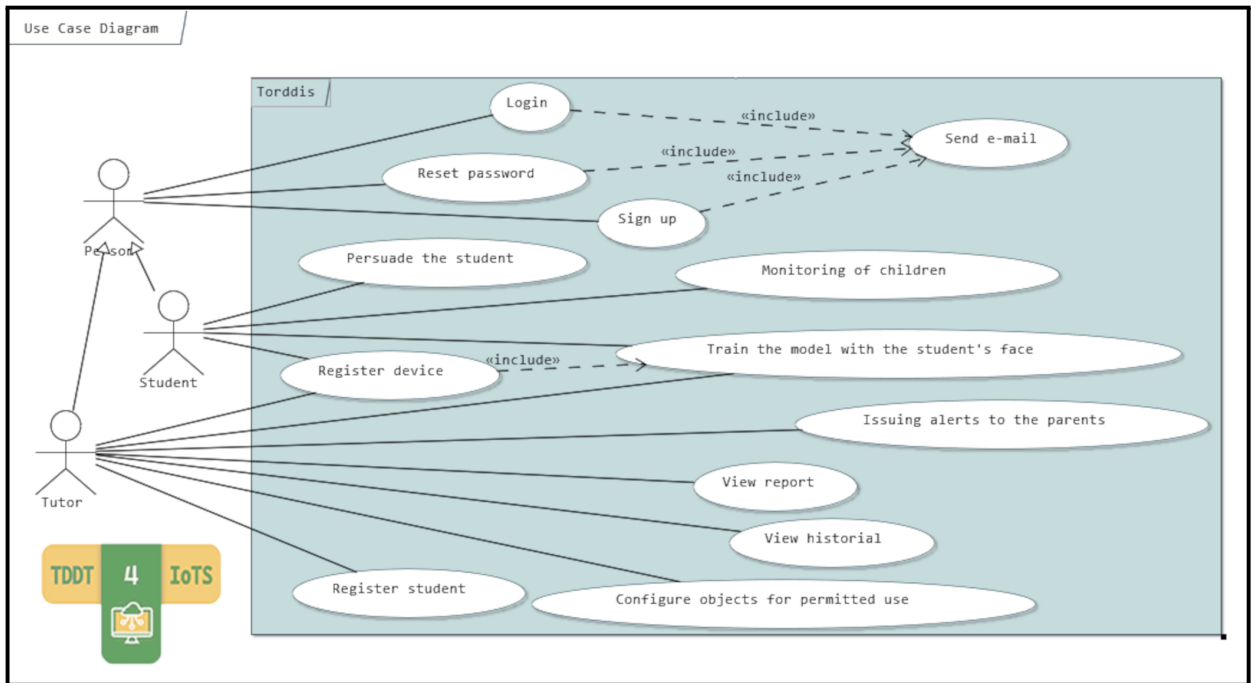 Use Case Diagram
Torddis
Login
«include»
Send e-mail
Reset password
«include»
«include»
Sign up
Person
Persuade the student
Monitoring of children
Student
Register device
«include»
Train the model with the student's face
Issuing alerts to the parents
Tutor
View report
View historial
Register student
Configure objects for permitted use
TDDT 4 IoTS